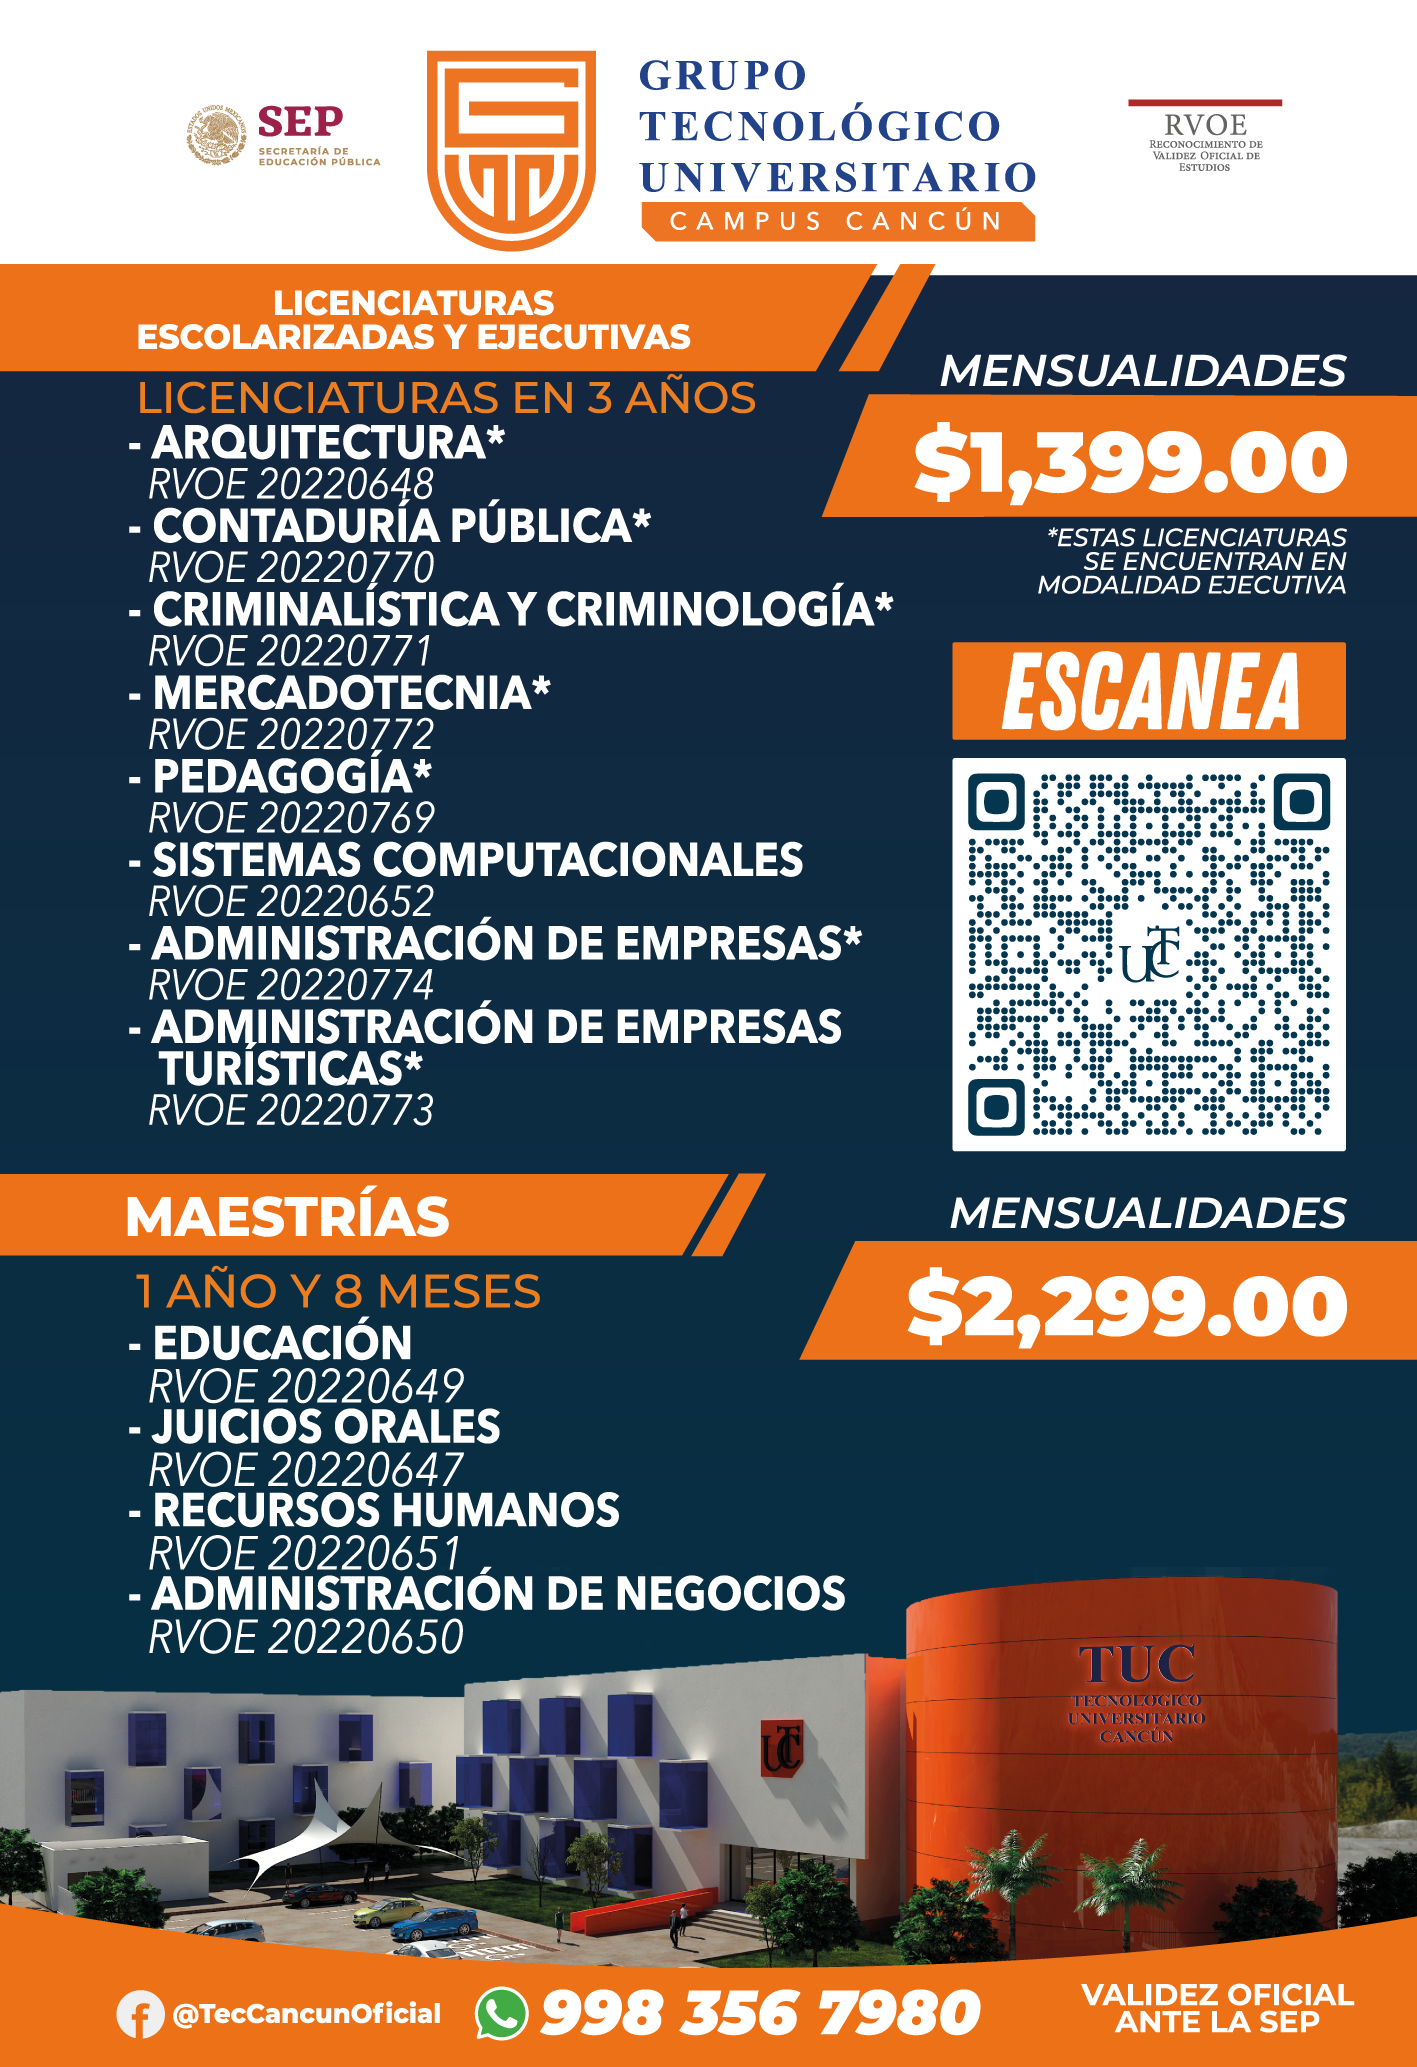 SEP
SECRETARÍA DE
EDUCACIÓN PÚBLICA
GRUPO
TECNOLÓGICO
UNIVERSITARIO
CAMPUS CANCÚN
RVOE
RECONOCIMIENTO DE
VALIDEZ OFICIAL DE
ESTUDIOS
LICENCIATURAS
ESCOLARIZADAS Y EJECUTIVAS
LICENCIATURAS EN 3 AÑOS
- ARQUITECTURA*
RVOE 20220648
- CONTADURÍA PÚBLICA*
RVOE 20220770
- CRIMINALÍSTICA Y CRIMINOLOGÍA*
RVOE 20220771
- MERCADOTECNIA*
RVOE 20220772
- PEDAGOGÍA*
RVOE 20220769
- SISTEMAS COMPUTACIONALES
RVOE 20220652
- ADMINISTRACIÓN DE EMPRESAS*
RVOE 20220774
- ADMINISTRACIÓN DE EMPRESAS
TURÍSTICAS*
RVOE 20220773
MENSUALIDADES
$1,399.00
*ESTAS LICENCIATURAS
SE ENCUENTRAN EN
MODALIDAD EJECUTIVA
ESCANEA
UTC
MAESTRÍAS
1 AÑO Y 8 MESES
- EDUCACIÓN
RVOE 20220649
- JUICIOS ORALES
RVOE 20220647
- RECURSOS HUMANOS
RVOE 20220651
- ADMINISTRACIÓN DE NEGOCIOS
RVOE 20220650
MENSUALIDADES
$2,299.00
TUC
TECNOLOGICO
UNIVERSITARIO
CANCÚN
UTC
@TecCancunOficial
998 356 7980
VALIDEZ OFICIAL
ANTE LA SEP